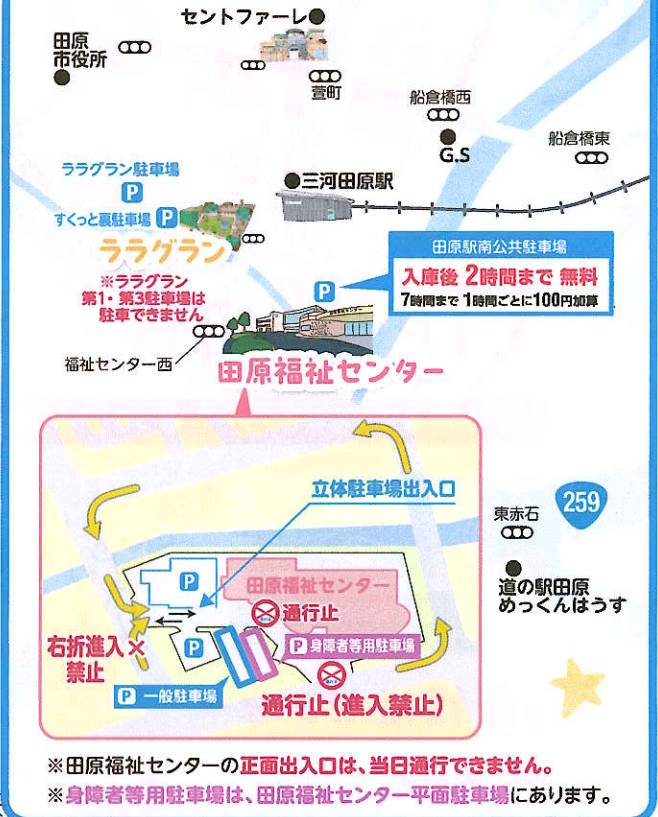 セントファーレ
田原
市役所
萱町
船倉橋西
G.S
船倉橋東
ララグラン駐車場
P
三河田原駅
すくっと裏駐車場 P
ララグラン
田原駅南公共駐車場
入庫後 2時間まで 無料
7時間まで 1時間ごとに100円加算
※ララグラン
第1・第3駐車場は
駐車できません
P
福祉センター西
田原福祉センター
立体駐車場出入口
東赤石
259
道の駅田原
めっくんはうす
P
田原福祉センター
通行止
右折進入×
禁止
P
P 身障者等用駐車場
P 一般駐車場
通行止(進入禁止)
※田原福祉センターの正面出入口は、当日通行できません。
※身障者等用駐車場は、田原福祉センター平面駐車場にあります。